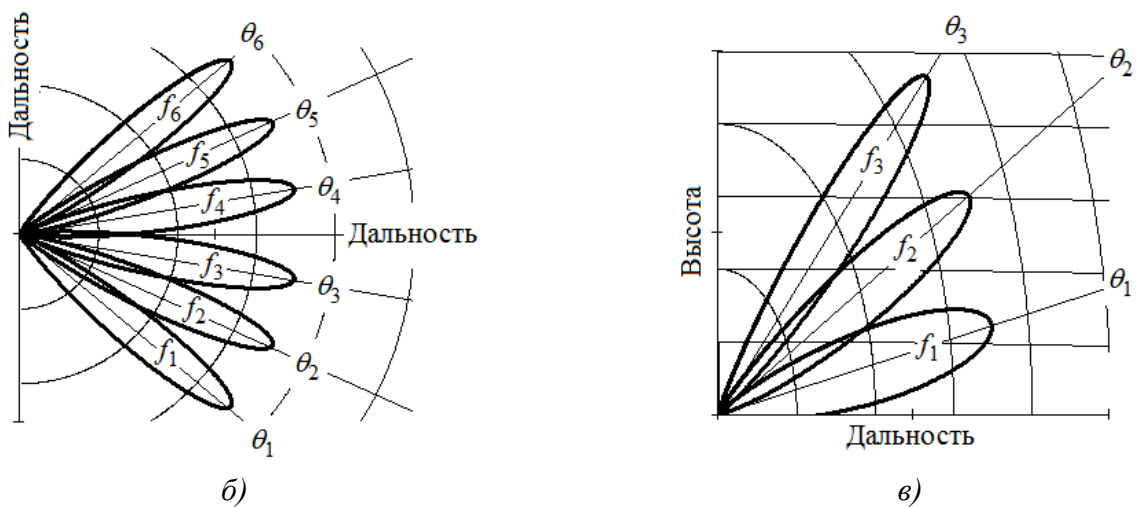 Дальность
θ6
f6
θ5
f5
θ4
f4
Дальность
f3
θ3
f2
θ2
f1
θ1
б)
θ3
θ2
f3
Высота
f2
θ1
f1
Дальность
в)